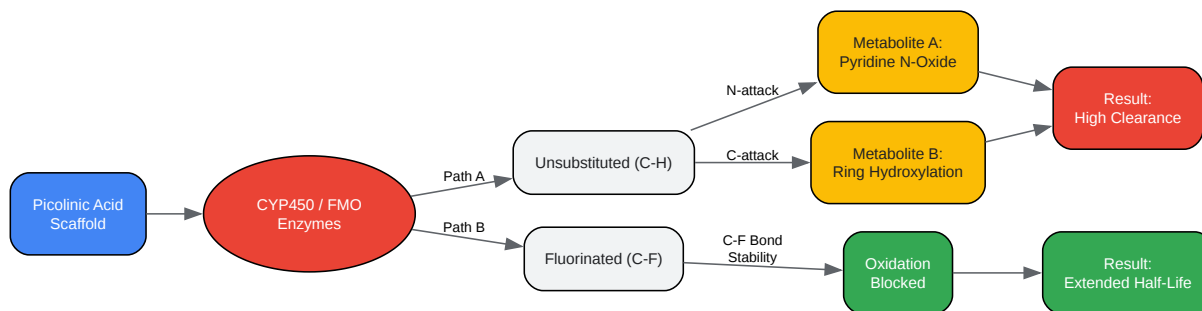 Picolinic Acid
Scaffold
CYP450 / FMO
Enzymes
Path A
Path B
Unsubstituted (C-H)
Fluorinated (C-F)
N-attack
C-attack
C-F Bond
Stability
Metabolite A:
Pyridine N-Oxide
Metabolite B:
Ring Hydroxylation
Oxidation
Blocked
Result:
High Clearance
Result:
Extended Half-Life